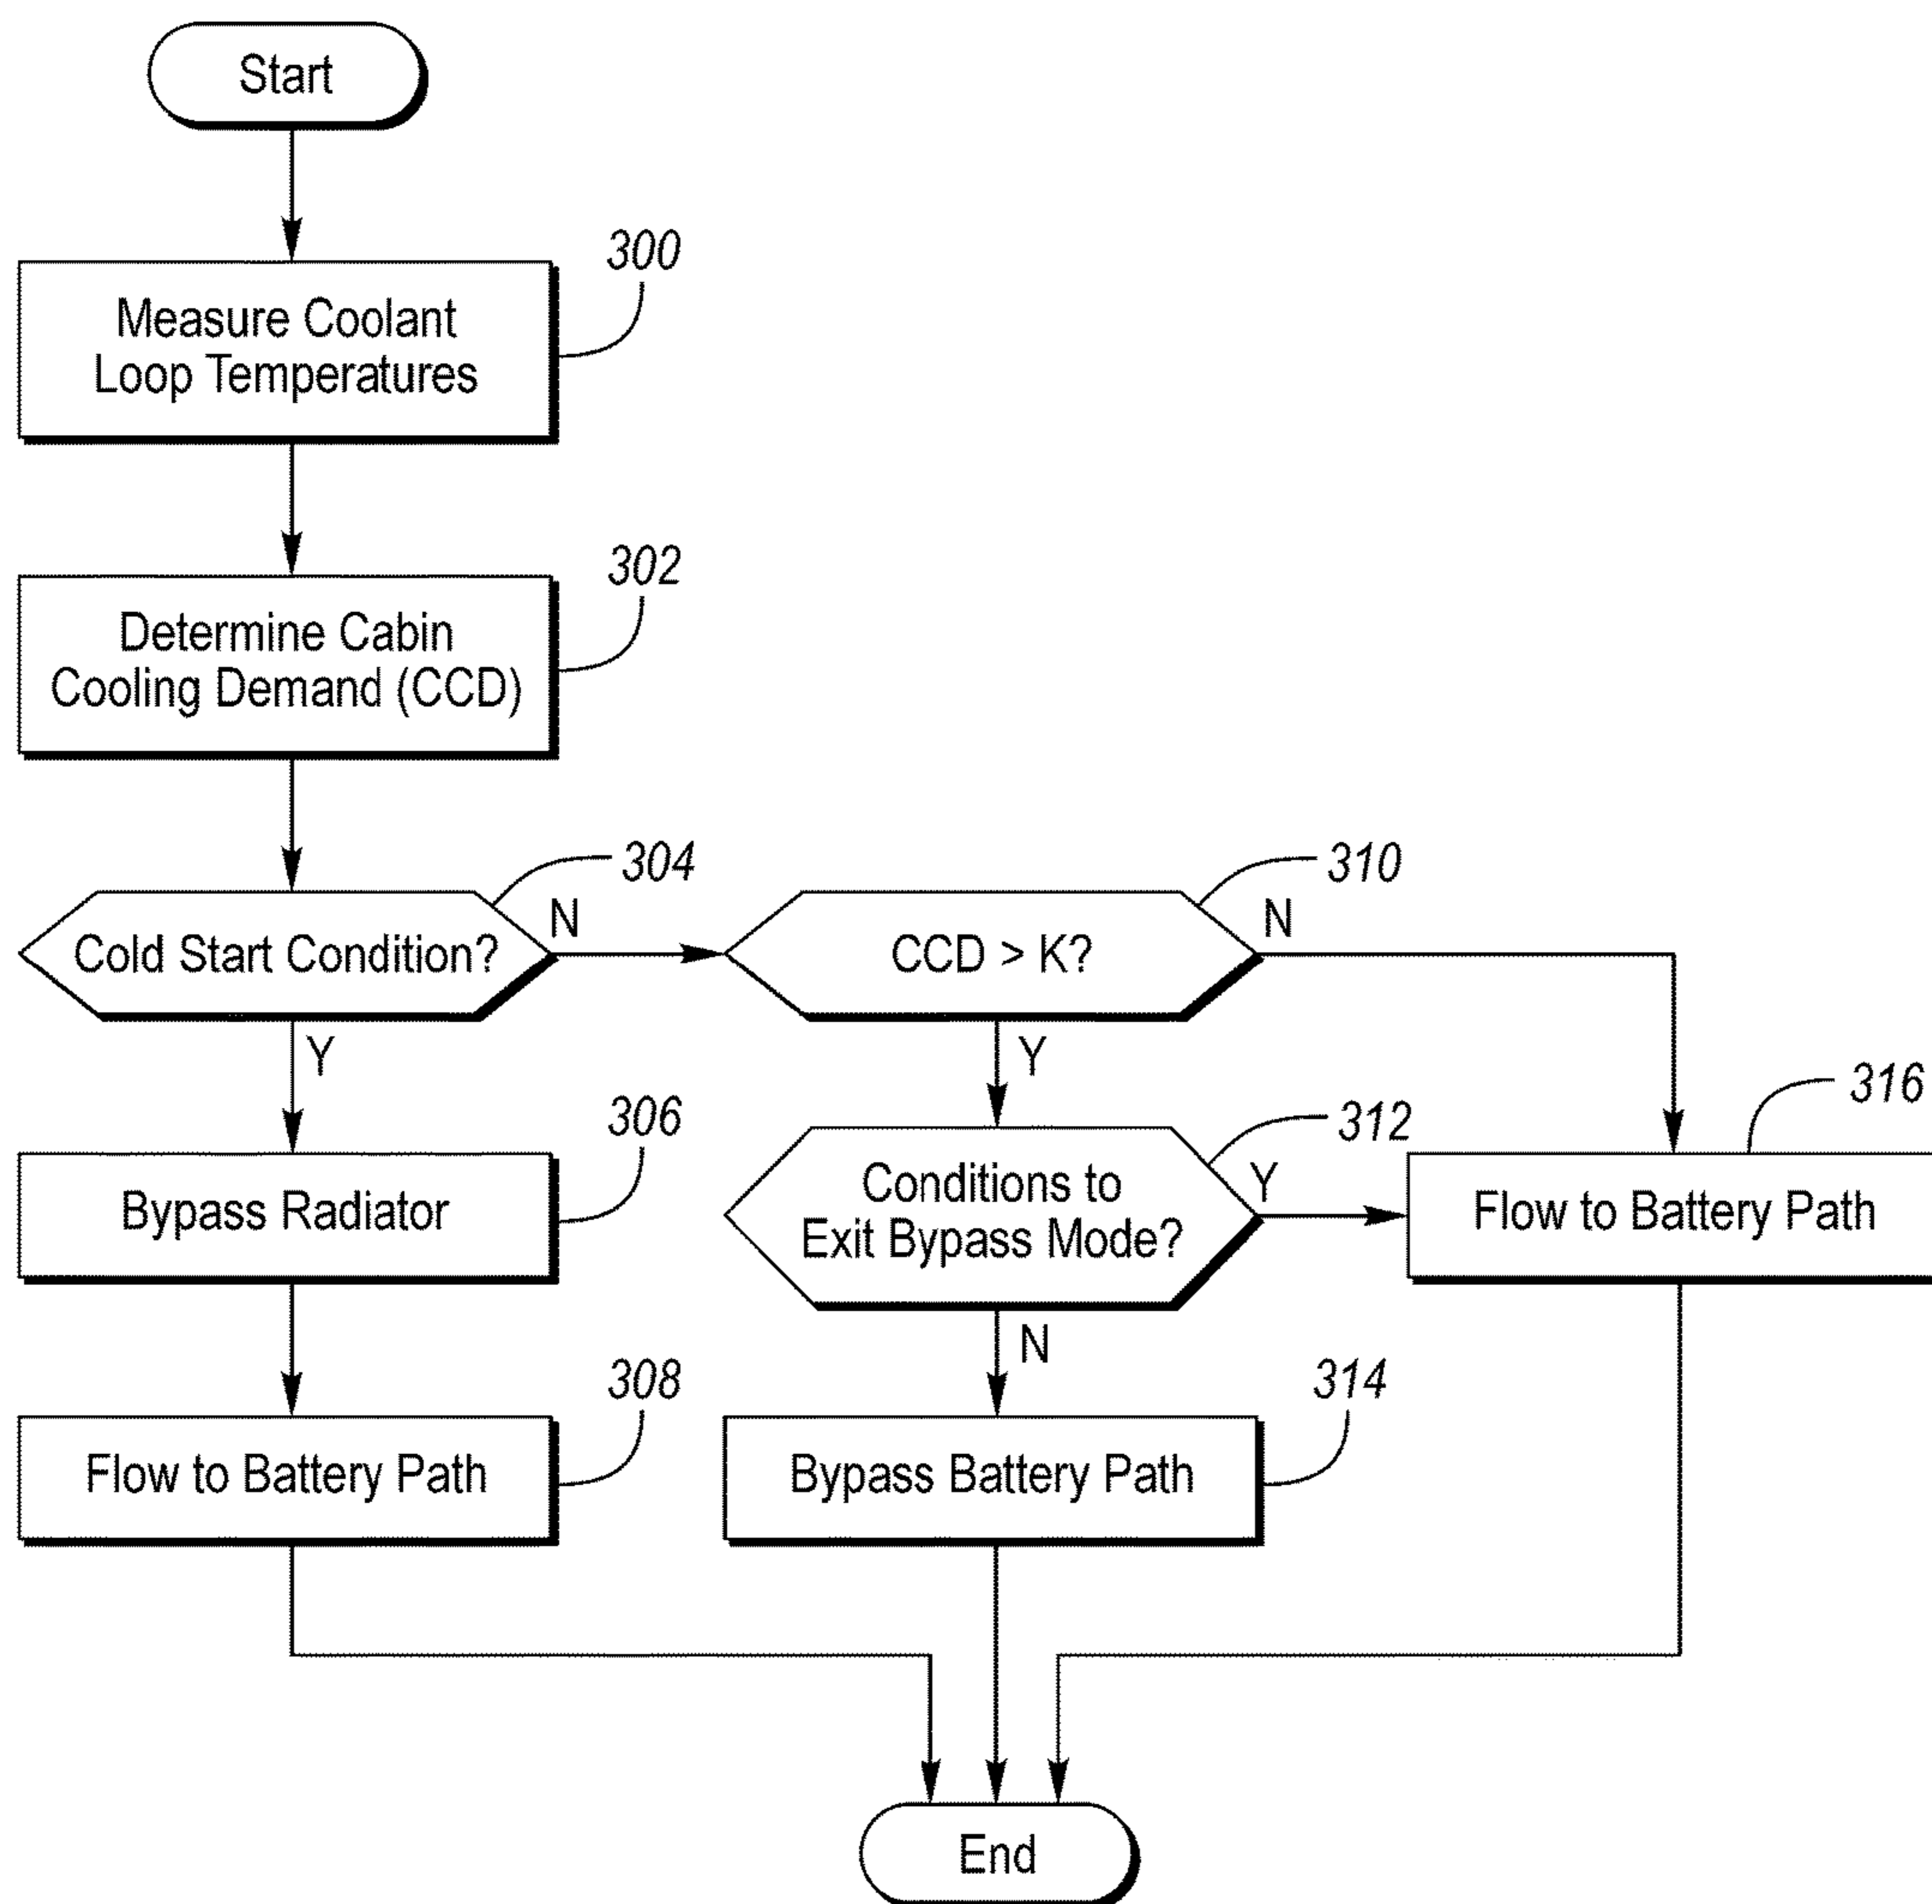 Start
300
Measure Coolant
Loop Temperatures
302
Determine Cabin
Cooling Demand (CCD)
304
Cold Start Condition?
N
Y
310
CCD > K?
N
Y
306
Bypass Radiator
312
Conditions to
Exit Bypass Mode?
Y
N
316
Flow to Battery Path
308
Flow to Battery Path
314
Bypass Battery Path
End